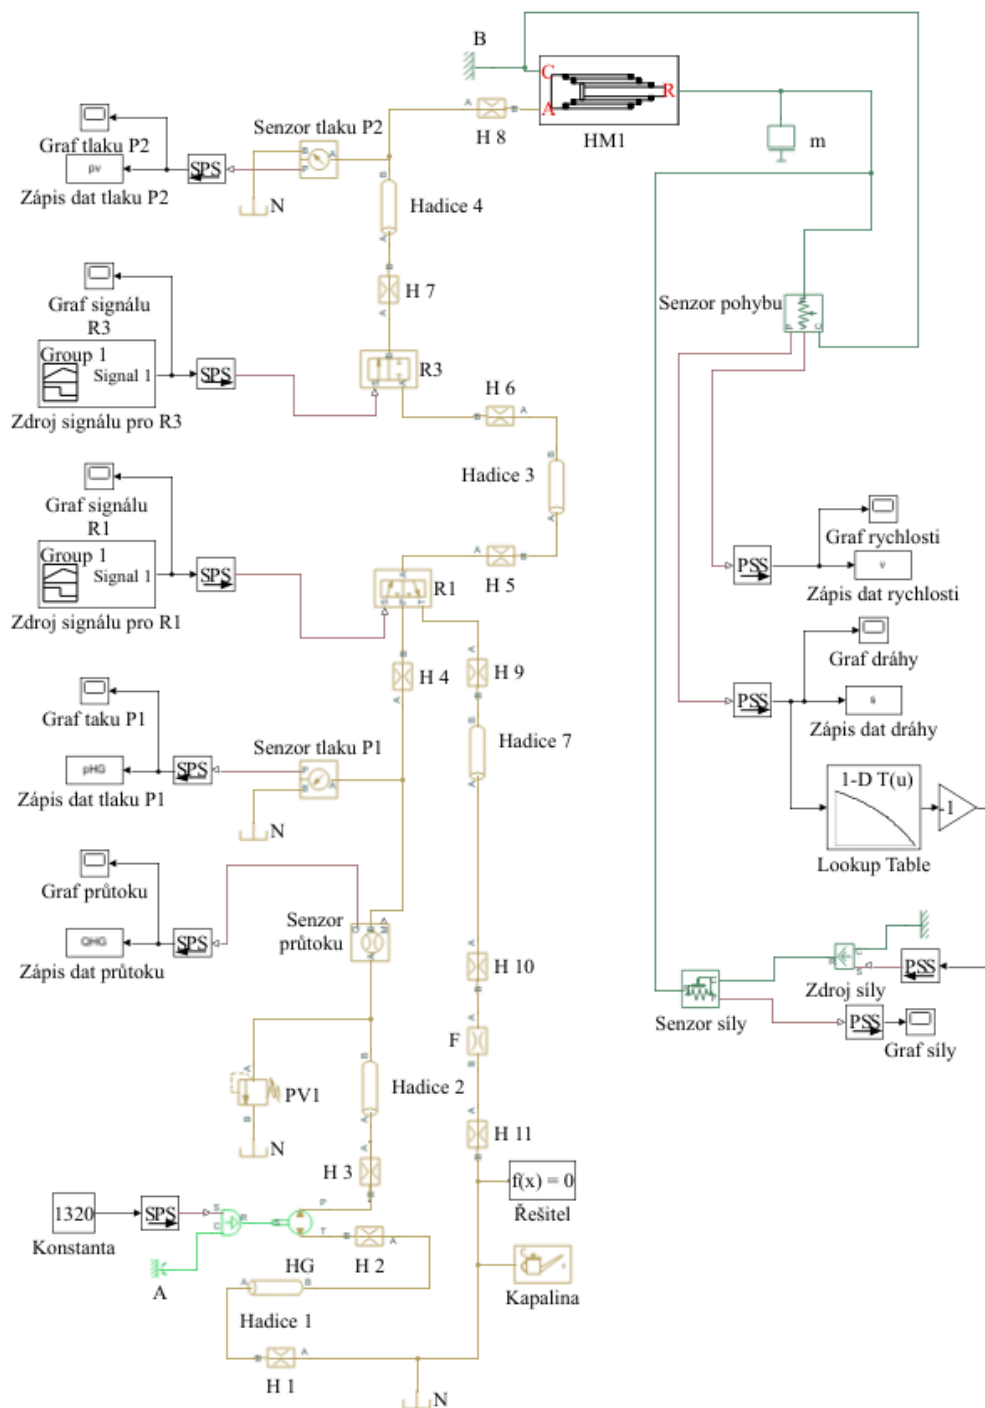 B
C
A
R
HM1
m
A
B
H 8
Senzor tlaku P2
B
P
A
Graf tlaku P2
pv
SPS
Zápis dat tlaku P2
N
B
Hadice 4
A
B
H 7
A
Graf signálu
R3
Group 1
Signal 1
SPS
Zdroj signálu pro R3
B
S
A
R3
H 6
B
A
Senzor pohybu
P
V
C
B
Hadice 3
A
Graf signálu
R1
Group 1
Signal 1
SPS
Zdroj signálu pro R1
A
B
H 5
A
S
P
T
R1
PSS
Graf rychlosti
v
Zápis dat rychlosti
B
H 4
A
A
H 9
B
PSS
Graf dráhy
s
Zápis dat dráhy
Graf taku P1
pHG
SPS
Zápis dat tlaku P1
Senzor tlaku P1
P
B
A
N
B
Hadice 7
A
1-D T(u)
-1
Lookup Table
Graf průtoku
QHG
SPS
Zápis dat průtoku
Senzor
průtoku
Q
B
M
A
A
H 10
B
A
F
B
A
H 11
B
Senzor síly
Zdroj síly
R
C
S
PSS
PSS
Graf síly
A
PV1
B
N
B
Hadice 2
A
A
H 3
B
f(x) = 0
Řešitel
1320
Konstanta
SPS
S
C
R
S
P
T
HG
B
A
H 2
A
A
B
Hadice 1
Kapalina
B
A
H 1
N